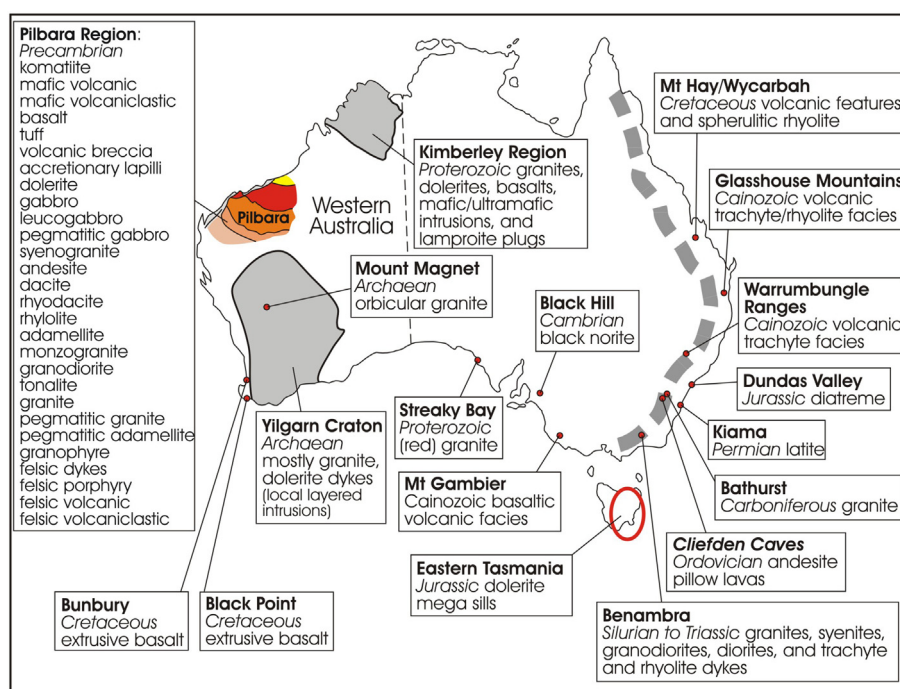 Pilbara Region:
Precambrian
komatiite
mafic volcanic
mafic volcaniclastic
basalt
tuff
volcanic breccia
accretionary lapilli
dolerite
gabbro
leucogabbro
pegmatitic gabbro
syenogranite
andesite
dacite
rhyodacite
rhylolite
adamellite
monzogranite
granodiorite
tonalite
granite
pegmatitic granite
pegmatitic adamellite
granophyre
felsic dykes
felsic porphyry
felsic volcanic
felsic volcaniclastic
Pilbara
Western
Australia
Kimberley Region
Proterozoic granites,
dolerites, basalts,
mafic/ultramafic
intrusions, and
lamproite plugs
Mt Hay/Wycarbah
Cretaceous volcanic features
and spherulitic rhyolite
Glasshouse Mountains
Cainozoic volcanic
trachyte/rhyolite facies
Mount Magnet
Archaean
orbicular granite
Black Hill
Cambrian
black norite
Warrumbungle
Ranges
Cainozoic volcanic
trachyte facies
Dundas Valley
Jurassic diatreme
Yilgarn Craton
Archaean
mostly granite,
dolerite dykes
(local layered
intrusions)
Streaky Bay
Proterozoic
(red) granite
Kiama
Permian latite
Mt Gambier
Cainozoic basaltic
volcanic facies
Bathurst
Carboniferous granite
Cliefden Caves
Ordovician andesite
pillow lavas
Eastern Tasmania
Jurassic dolerite
mega sills
Bunbury
Cretaceous
extrusive basalt
Black Point
Cretaceous
extrusive basalt
Benambra
Silurian to Triassic granites, syenites,
granodiorites, diorites, and trachyte
and rhyolite dykes